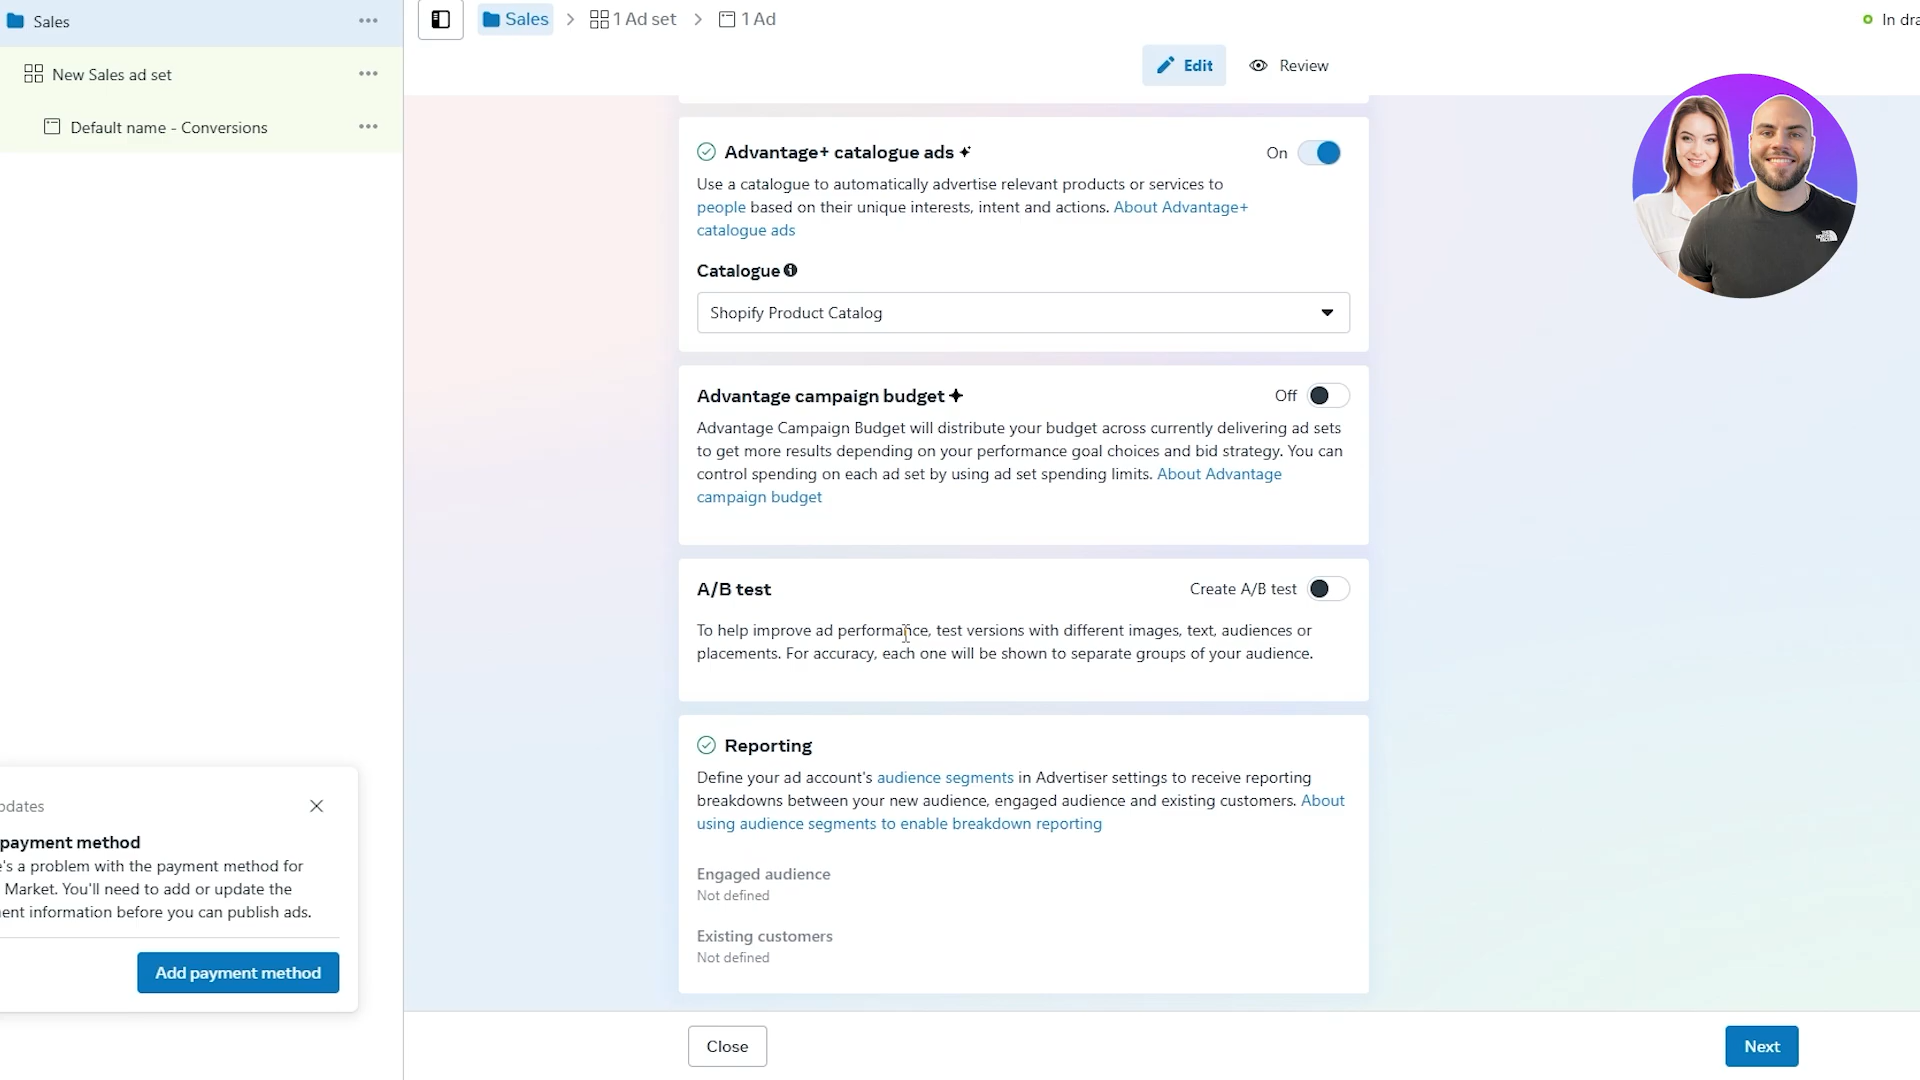 Sales
Sales
1 Ad set
1 Ad
In dra
New Sales ad set
Default name - Conversions
Edit
Review
Advantage+ catalogue ads
On
Use a catalogue to automatically advertise relevant products or services to
people based on their unique interests, intent and actions. About Advantage+
catalogue ads
Catalogue
Shopify Product Catalog
Advantage campaign budget
Off
Advantage Campaign Budget will distribute your budget across currently delivering ad sets
to get more results depending on your performance goal choices and bid strategy. You can
control spending on each ad set by using ad set spending limits. About Advantage
campaign budget
A/B test
Create A/B test
To help improve ad performance, test versions with different images, text, audiences or
placements. For accuracy, each one will be shown to separate groups of your audience.
Reporting
Define your ad account's audience segments in Advertiser settings to receive reporting
breakdowns between your new audience, engaged audience and existing customers. About
using audience segments to enable breakdown reporting
Engaged audience
Not defined
Existing customers
Not defined
pdates
payment method
e's a problem with the payment method for
Market. You'll need to add or update the
ent information before you can publish ads.
Add payment method
Close
Next